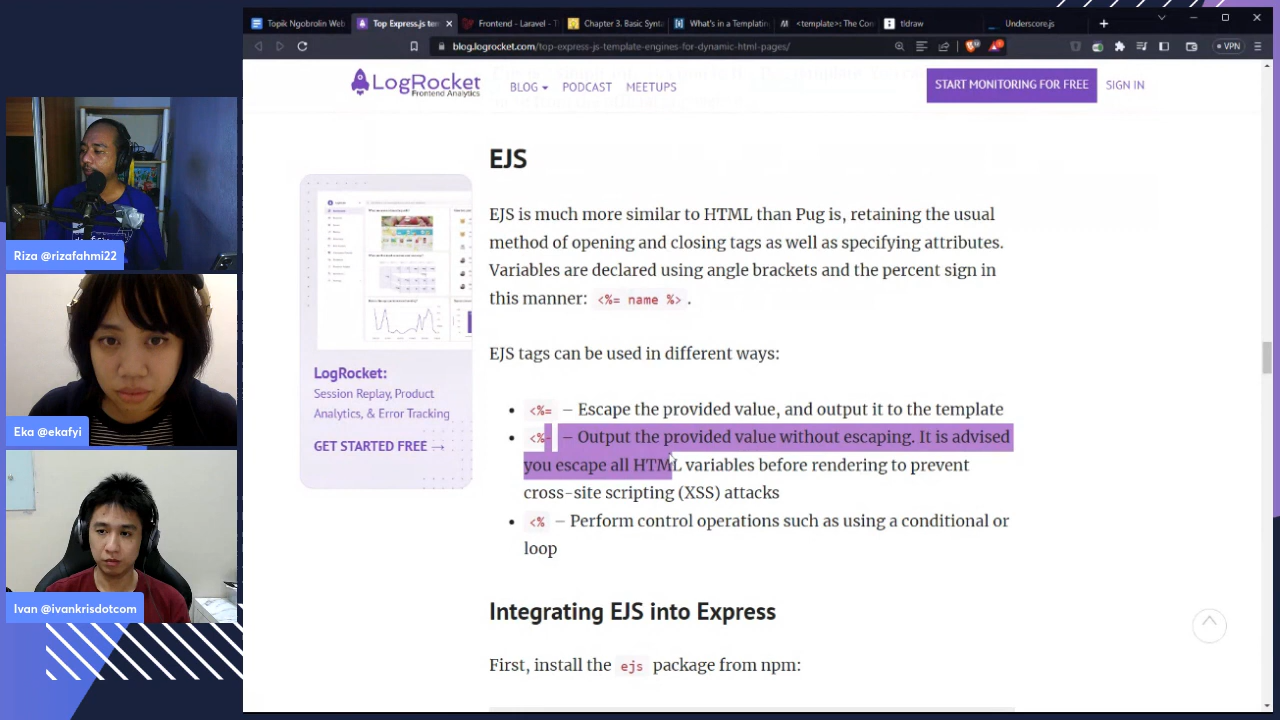 Topik Ngobrolin Web
Top Express.js tem
Frontend - Laravel - T
Chapter 3. Basic Synta
What's in a Templating
<template>: The Con
tldraw
Underscore.js
blog.logrocket.com/top-express-js-template-engines-for-dynamic-html-pages/
VPN
LogRocket
Frontend Analytics
BLOG
PODCAST
MEETUPS
START MONITORING FOR FREE
SIGN IN
EJS
EJS is much more similar to HTML than Pug is, retaining the usual
method of opening and closing tags as well as specifying attributes.
Variables are declared using angle brackets and the percent sign in
this manner: <%= name %> .
EJS tags can be used in different ways:
<%= – Escape the provided value, and output it to the template
<%- – Output the provided value without escaping. It is advised
you escape all HTML variables before rendering to prevent
cross-site scripting (XSS) attacks
<% – Perform control operations such as using a conditional or
loop
Integrating EJS into Express
First, install the ejs package from npm:
LogRocket:
Session Replay, Product
Analytics, & Error Tracking
GET STARTED FREE →
Riza @rizafahmi22
Eka @ekafyi
Ivan @ivankrisdotcom